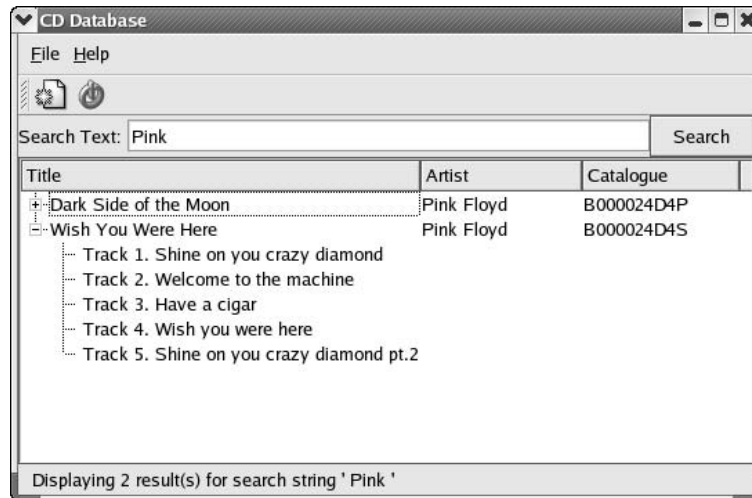 CD Database
File Help
Search Text: Pink Search
Title Artist Catalogue
Dark Side of the Moon Pink Floyd B000024D4P
Wish You Were Here Pink Floyd B000024D4S
Track 1. Shine on you crazy diamond
Track 2. Welcome to the machine
Track 3. Have a cigar
Track 4. Wish you were here
Track 5. Shine on you crazy diamond pt.2
Displaying 2 result(s) for search string ' Pink '